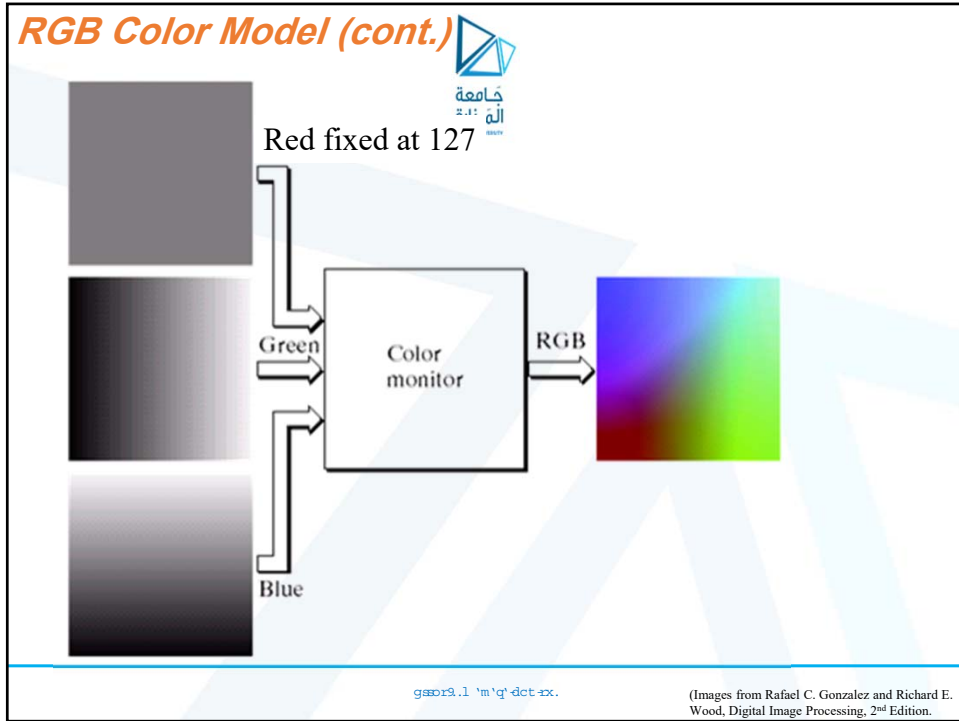 RGB Color Model (cont.)
جَامعة
المَ
Red fixed at 127
Green
Color
monitor
RGB
Blue
(Images from Rafael C. Gonzalez and Richard E.
Wood, Digital Image Processing, 2nd Edition.